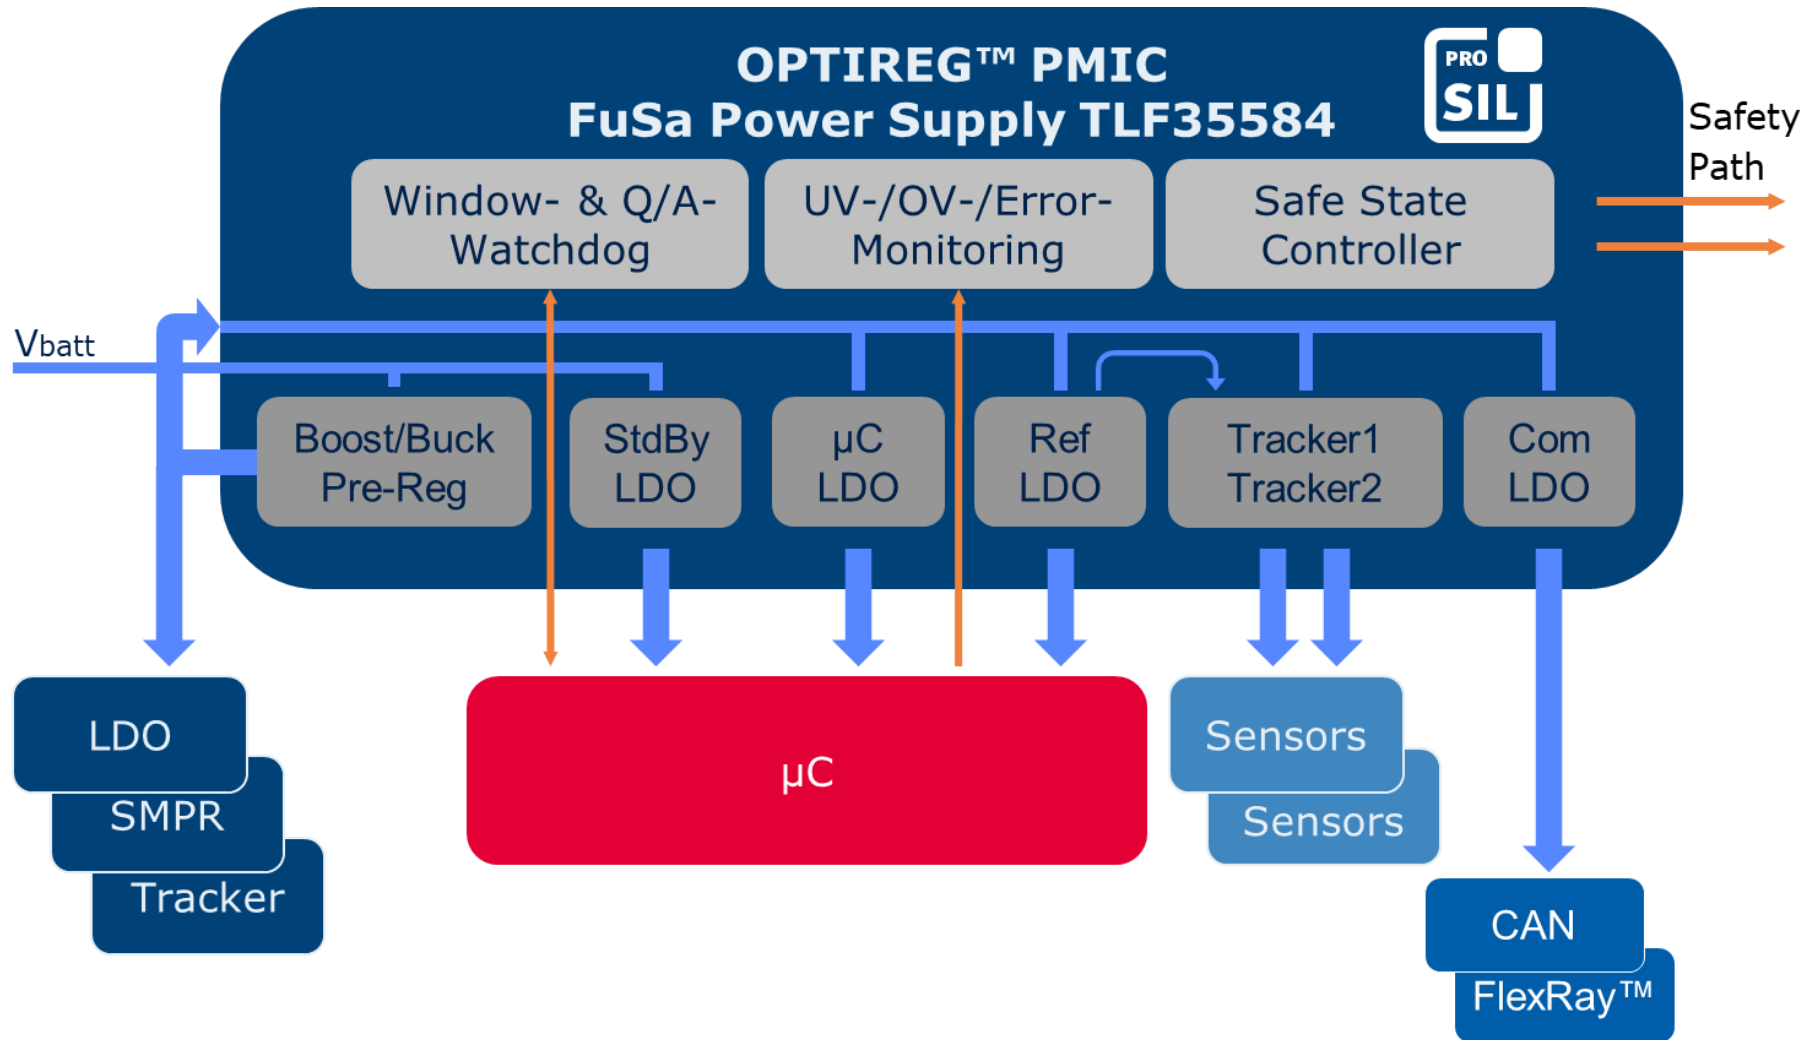 OPTIREG™ PMIC
FuSa Power Supply TLF35584
PRO
SIL
Safety
Path
Window- & Q/A-
Watchdog
UV-/OV-/Error-
Monitoring
Safe State
Controller
Vbatt
Boost/Buck
Pre-Reg
StdBy
LDO
µC
LDO
Ref
LDO
Tracker1
Tracker2
Com
LDO
LDO
SMPR
Tracker
µC
Sensors
Sensors
CAN
FlexRay™